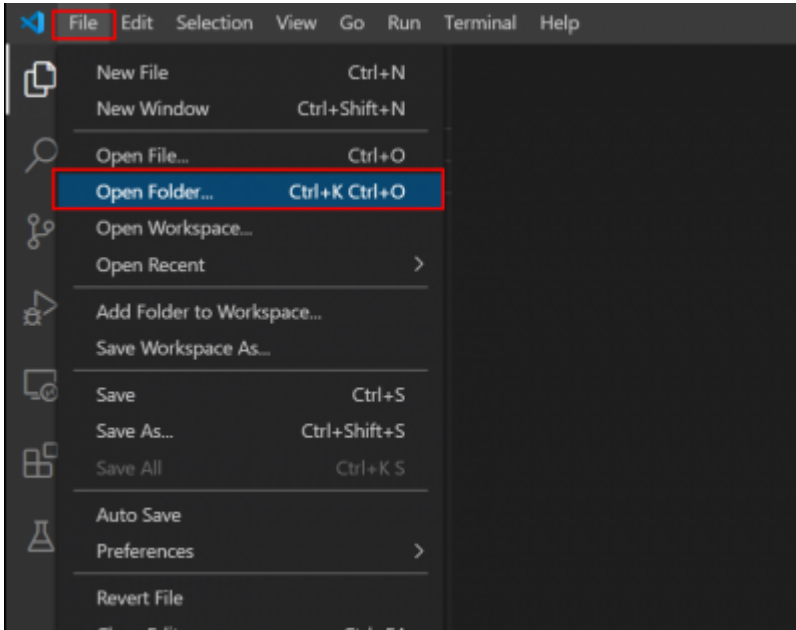 File Edit Selection View Go Run Terminal Help
New File Ctrl+N
New Window Ctrl+Shift+N
Open File... Ctrl+O
Open Folder... Ctrl+K Ctrl+O
Open Workspace...
Open Recent
Add Folder to Workspace...
Save Workspace As...
Save Ctrl+S
Save As... Ctrl+Shift+S
Save All Ctrl+K S
Auto Save
Preferences
Revert File